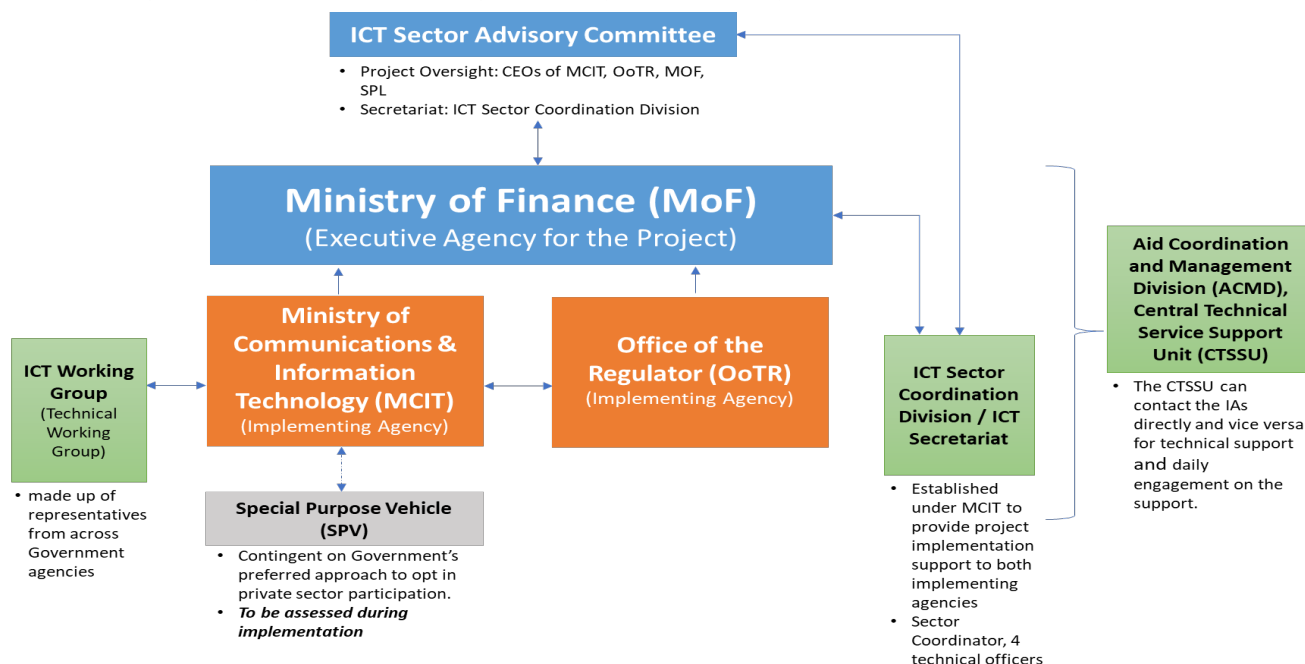 ICT Sector Advisory Committee
• Project Oversight: CEOs of MCIT, OoTR, MOF,
SPL
• Secretariat: ICT Sector Coordination Division
Ministry of Finance (MoF)
(Executive Agency for the Project)
Ministry of
Communications &
Information
Technology (MCIT)
(Implementing Agency)
Office of the
Regulator (OoTR)
(Implementing Agency)
ICT Working
Group
(Technical
Working
Group)
• made up of
representatives
from across
Government
agencies
Special Purpose Vehicle
(SPV)
• Contingent on Government's
preferred approach to opt in
private sector participation.
• To be assessed during
implementation
ICT Sector
Coordination
Division / ICT
Secretariat
• Established
under MCIT to
provide project
implementation
support to both
implementing
agencies
• Sector
Coordinator, 4
technical officers
Aid Coordination
and Management
Division (ACMD),
Central Technical
Service Support
Unit (CTSSU)
• The CTSSU can
contact the IAs
directly and vice versa
for technical support
and daily
engagement on the
support.